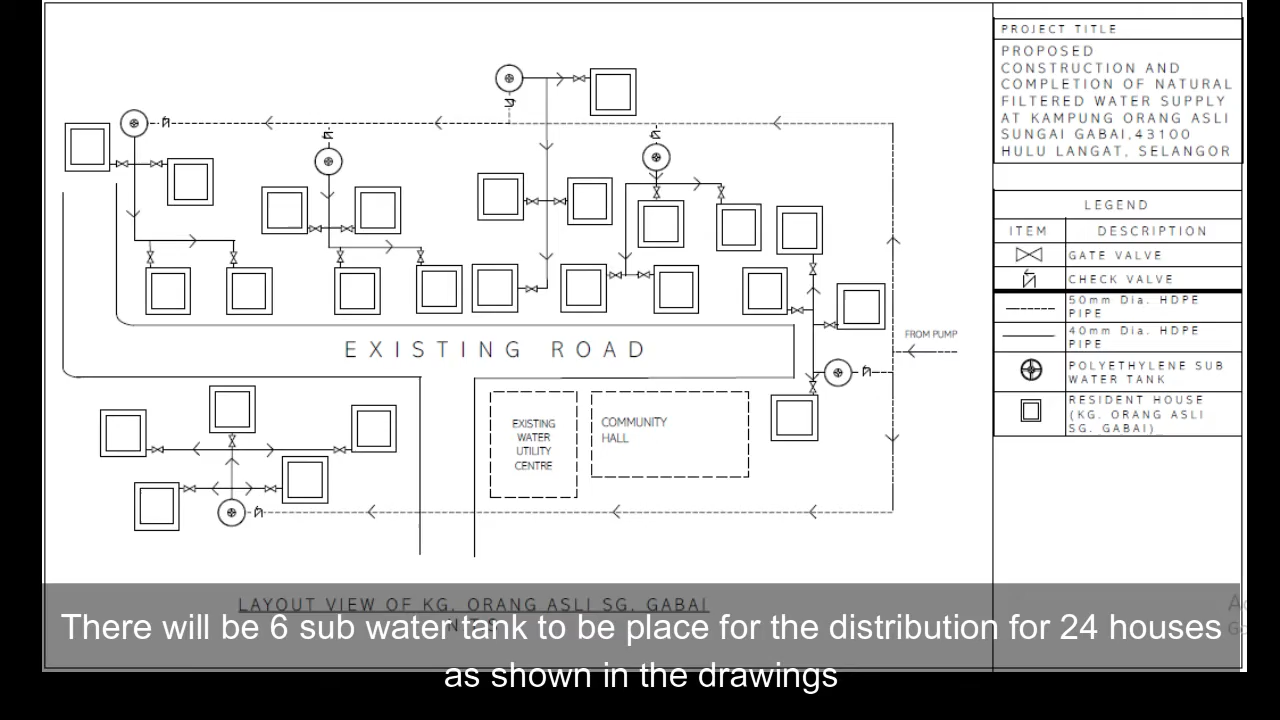 PROJECT TITLE
PROPOSED
CONSTRUCTION AND
COMPLETION OF NATURAL
FILTERED WATER SUPPLY
AT KAMPUNG ORANG ASLI
SUNGAI GABAI,43100
HULU LANGAT, SELANGOR
LEGEND
ITEM DESCRIPTION
GATE VALVE
CHECK VALVE
50mm Dia. HDPE
PIPE
40mm Dia. HDPE
PIPE
POLYETHYLENE SUB
WATER TANK
RESIDENT HOUSE
(KG. ORANG ASLI
SG. GABAI)
FROM PUMP
EXISTING ROAD
EXISTING
WATER
UTILITY
CENTRE
COMMUNITY
HALL
LAYOUT VIEW OF KG. ORANG ASLI SG. GABAI
There will be 6 sub water tank to be place for the distribution for 24 houses
as shown in the drawings